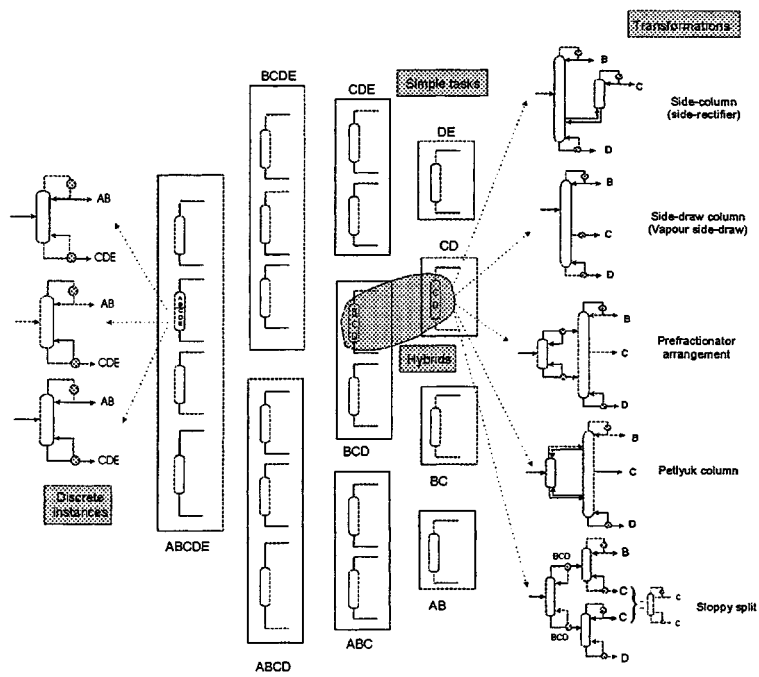 Transformations
BCDE
CDE
Simple tasks
DE
B
C
D
Side-column
(side-rectifier)
AB
CDE
B
C
D
Side-draw column
(Vapour side-draw)
CD
AB
CDE
Hybrids
B
C
D
Prefractionator
arrangement
AB
CDE
BCD
BC
B
C
D
Petlyuk column
Discrete
instances
ABCDE
AB
ABC
ABCD
BCD
B
C
C
BCD
D
c
c
Sloppy split